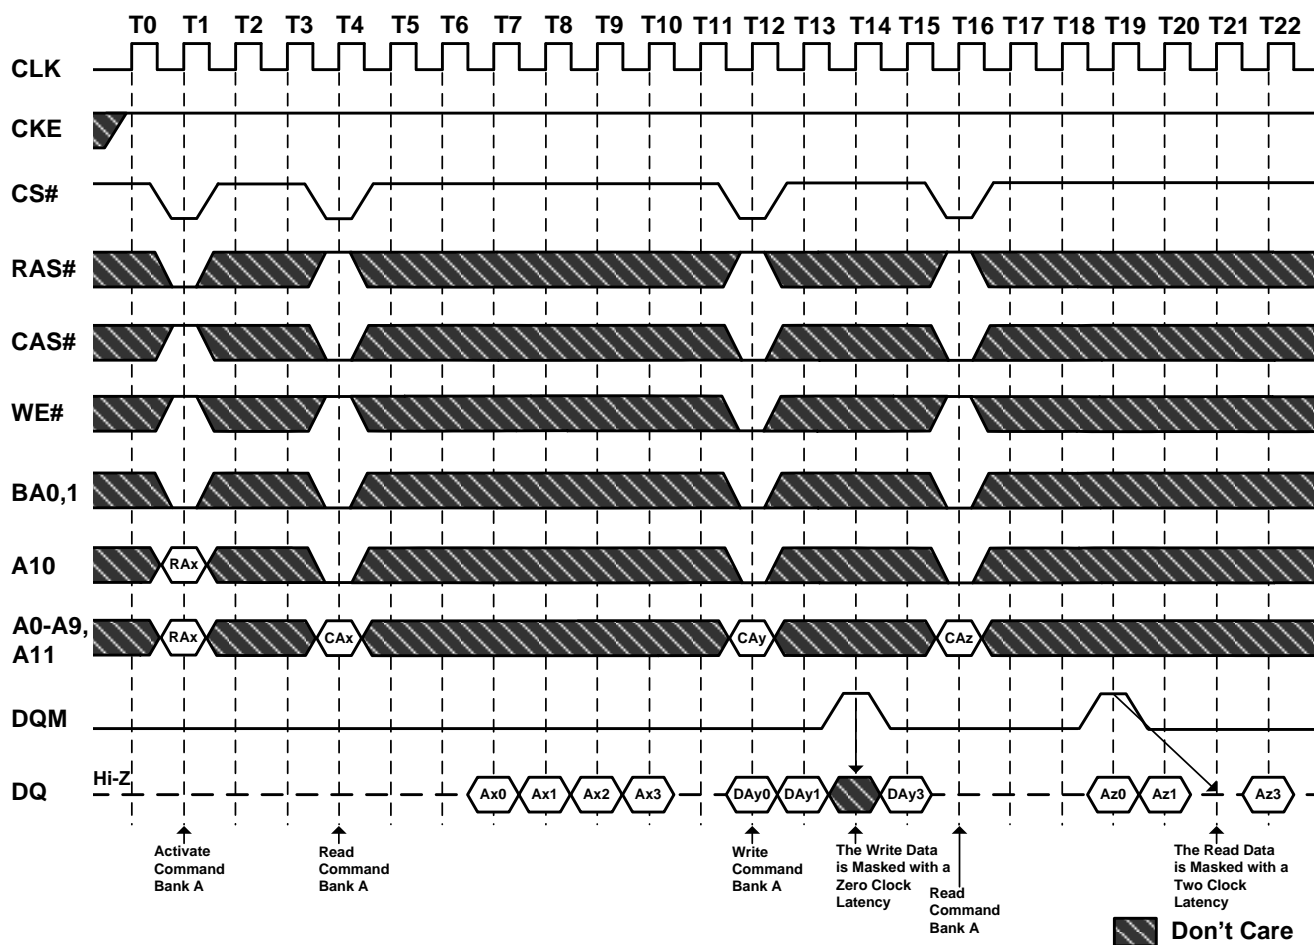 T0 T1 T2 T3 T4 T5 T6 T7 T8 T9 T10 T11 T12 T13 T14 T15 T16 T17 T18 T19 T20 T21 T22
CLK
CKE
CS#
RAS#
CAS#
WE#
BA0,1
A10 RAx
A0-A9,
A11
RAx CAx CAy CAz
DQM
Hi-Z
DQ Ax0 Ax1 Ax2 Ax3 DAy0 DAy1 DAy3 Az0 Az1 Az3
Activate
Command
Bank A
Read
Command
Bank A
Write
Command
Bank A
The Write Data
is Masked with a
Zero Clock
Latency
Read
Command
Bank A
The Read Data
is Masked with a
Two Clock
Latency
Don't Care